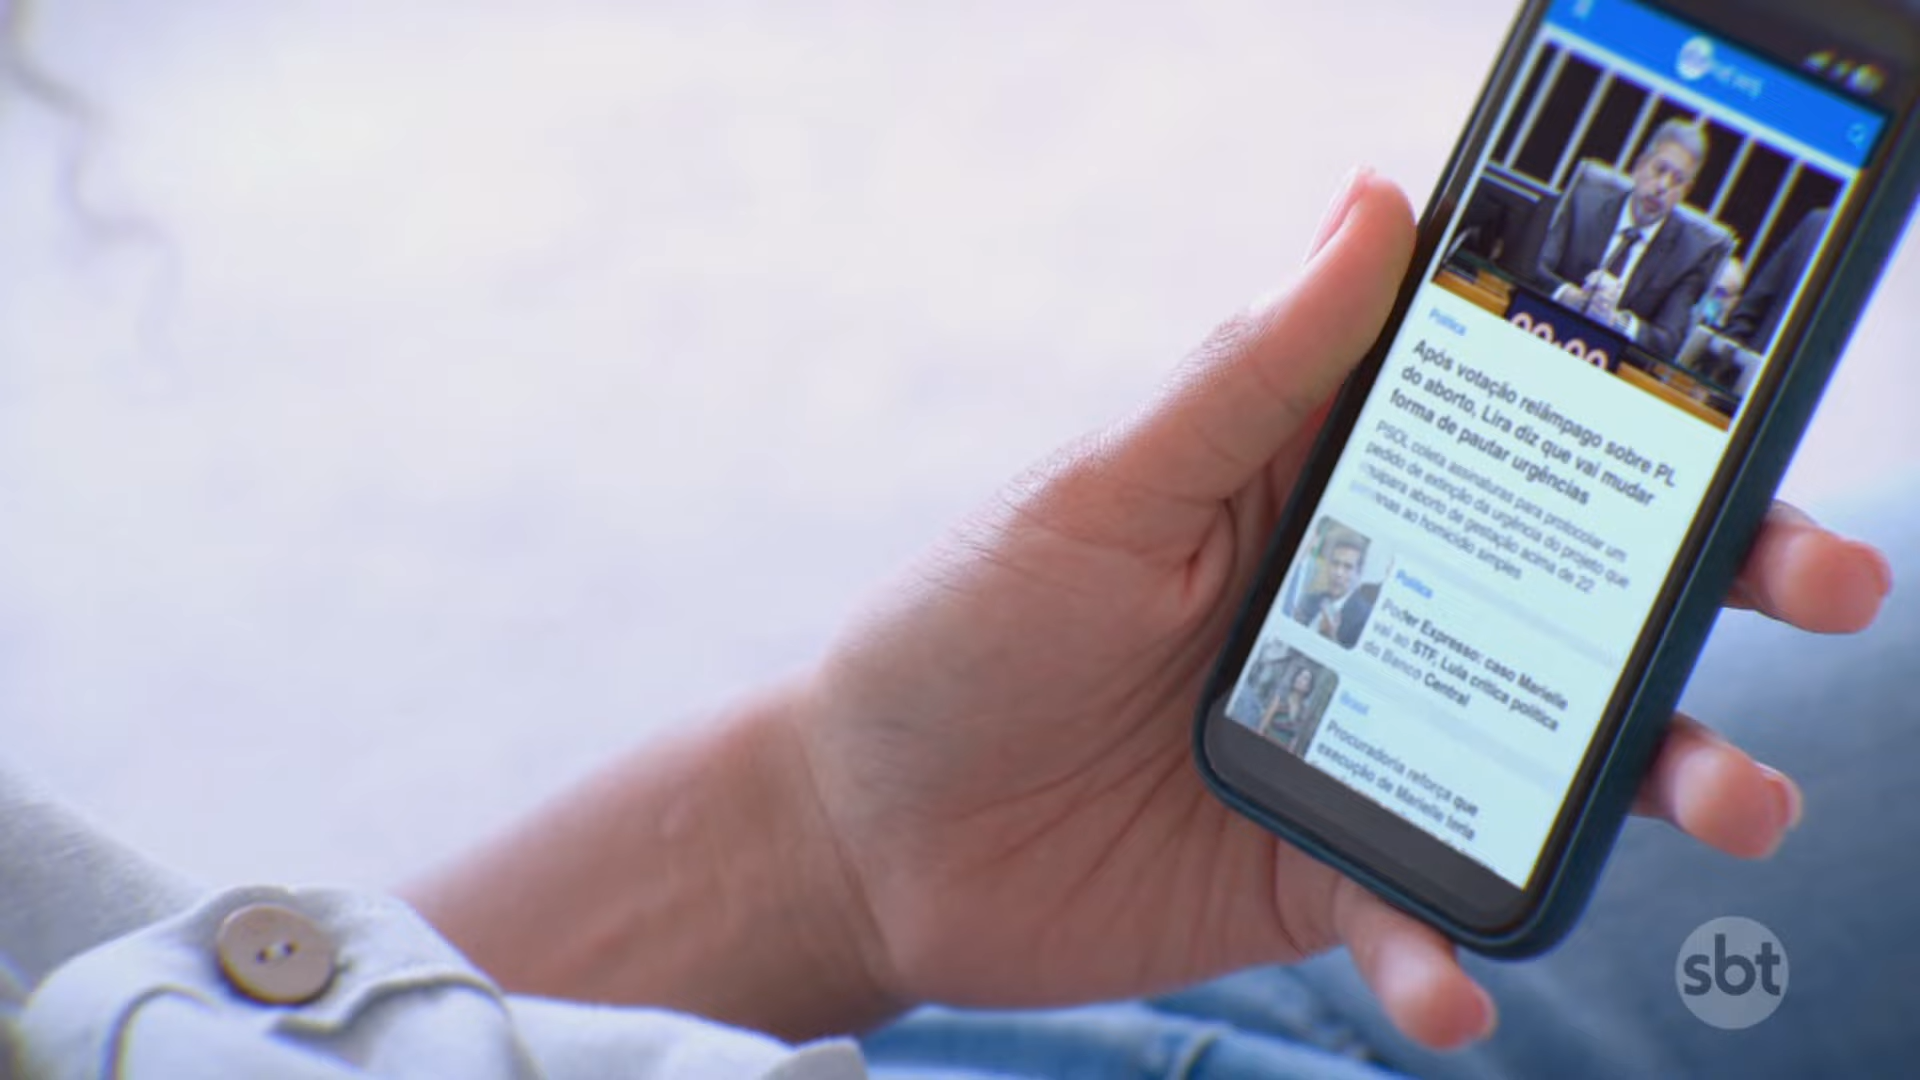 news
Política
Após votação relâmpago sobre PL
do aborto, Lira diz que vai mudar
forma de pautar urgências
PSOL coleta assinaturas para protocolar um
pedido de extinção da urgência do projeto que
aborto de gestação acima de 22
ao homicídio simples
Política
Poder Expresso: caso Marielle
vai ao STF, Lula critica política
do Banco Central
Brasil
Procuradoria reforça que
execução de Marielle teria
sbt